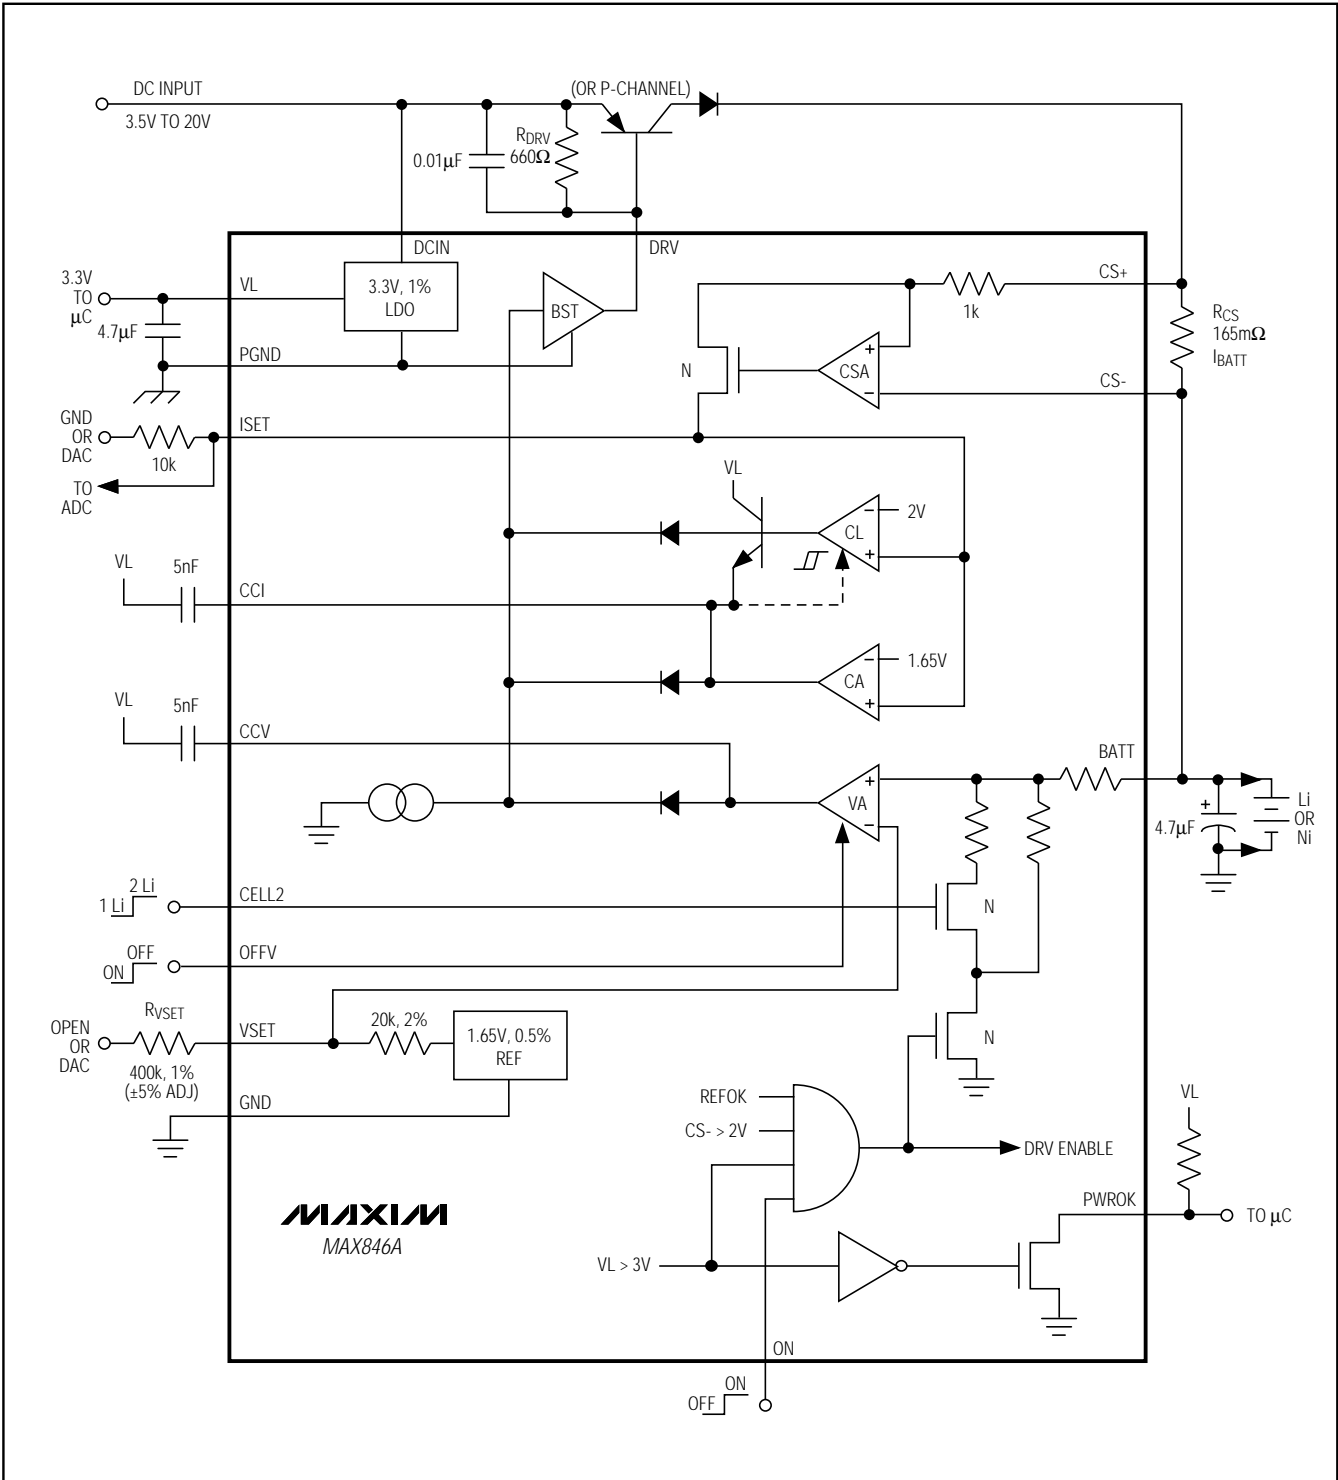 DC INPUT
3.5V TO 20V
(OR P-CHANNEL)
0.01μF
RDRV
660Ω
DCIN
DRV
3.3V
TO
μC
VL
4.7μF
3.3V, 1%
LDO
BST
PGND
CS+
1k
RCS
165mΩ
IBATT
N
CSA
+
−
CS-
GND
OR
DAC
10k
ISET
TO
ADC
VL
−
2V
CL
+
VL
5nF
CCI
−
1.65V
CA
+
VL
5nF
CCV
BATT
+
VA
−
+
4.7μF
Li
OR
Ni
2 Li
1 Li
CELL2
N
OFF
ON
OFFV
OPEN
OR
DAC
RVSET
400k, 1%
(±5% ADJ)
VSET
20k, 2%
1.65V, 0.5%
REF
N
GND
REFOK
CS- > 2V
DRV ENABLE
VL
PWROK
TO μC
MAXIM
MAX846A
VL > 3V
ON
ON
OFF